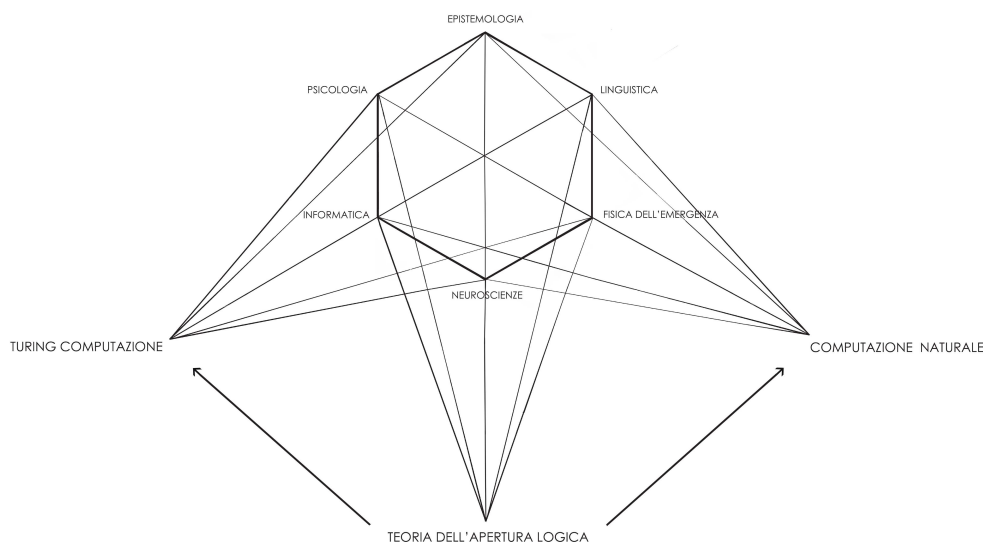 EPISTEMOLOGIA
PSICOLOGIA
LINGUISTICA
INFORMATICA
FISICA DELL'EMERGENZA
NEUROSCIENZE
TURING COMPUTAZIONE
COMPUTAZIONE NATURALE
TEORIA DELL'APERTURA LOGICA